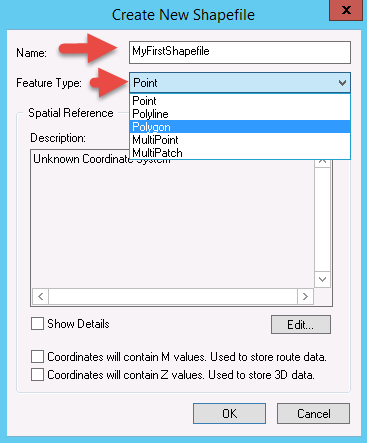 Create New Shapefile
Name:
MyFirstShapefile
Feature Type:
Point
Point
Polyline
Polygon
MultiPoint
MultiPatch
Spatial Reference
Description:
Unknown Coordinate System
Show Details
Edit...
Coordinates will contain M values. Used to store route data.
Coordinates will contain Z values. Used to store 3D data.
OK
Cancel